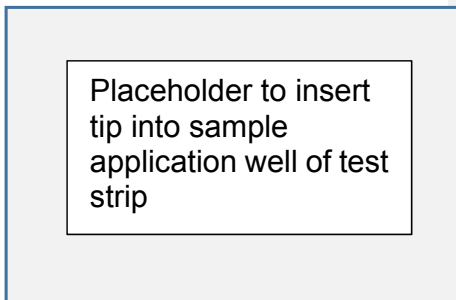 Placeholder to insert
tip into sample
application well of test
strip